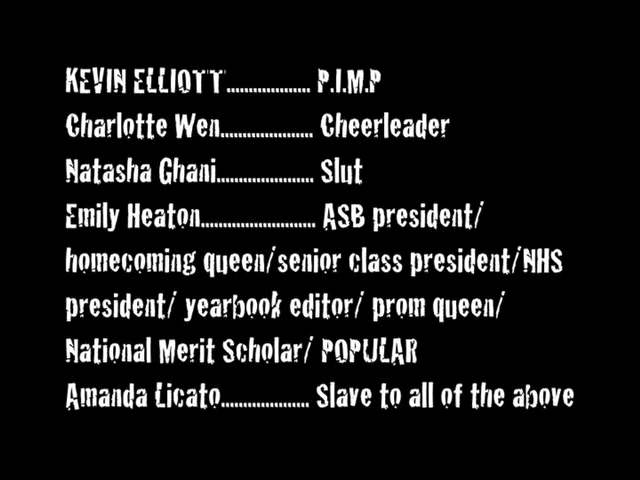 KEVIN ELLIOTT................... P.I.M.P
Charlotte Wen..................... Cheerleader
Natasha Ghani...................... Slut
Emily Heaton.......................... ASB president/
homecoming queen/senior class president/NHS
president/ yearbook editor/ prom queen/
National Merit Scholar/ POPULAR
Amanda Licato.................... Slave to all of the above